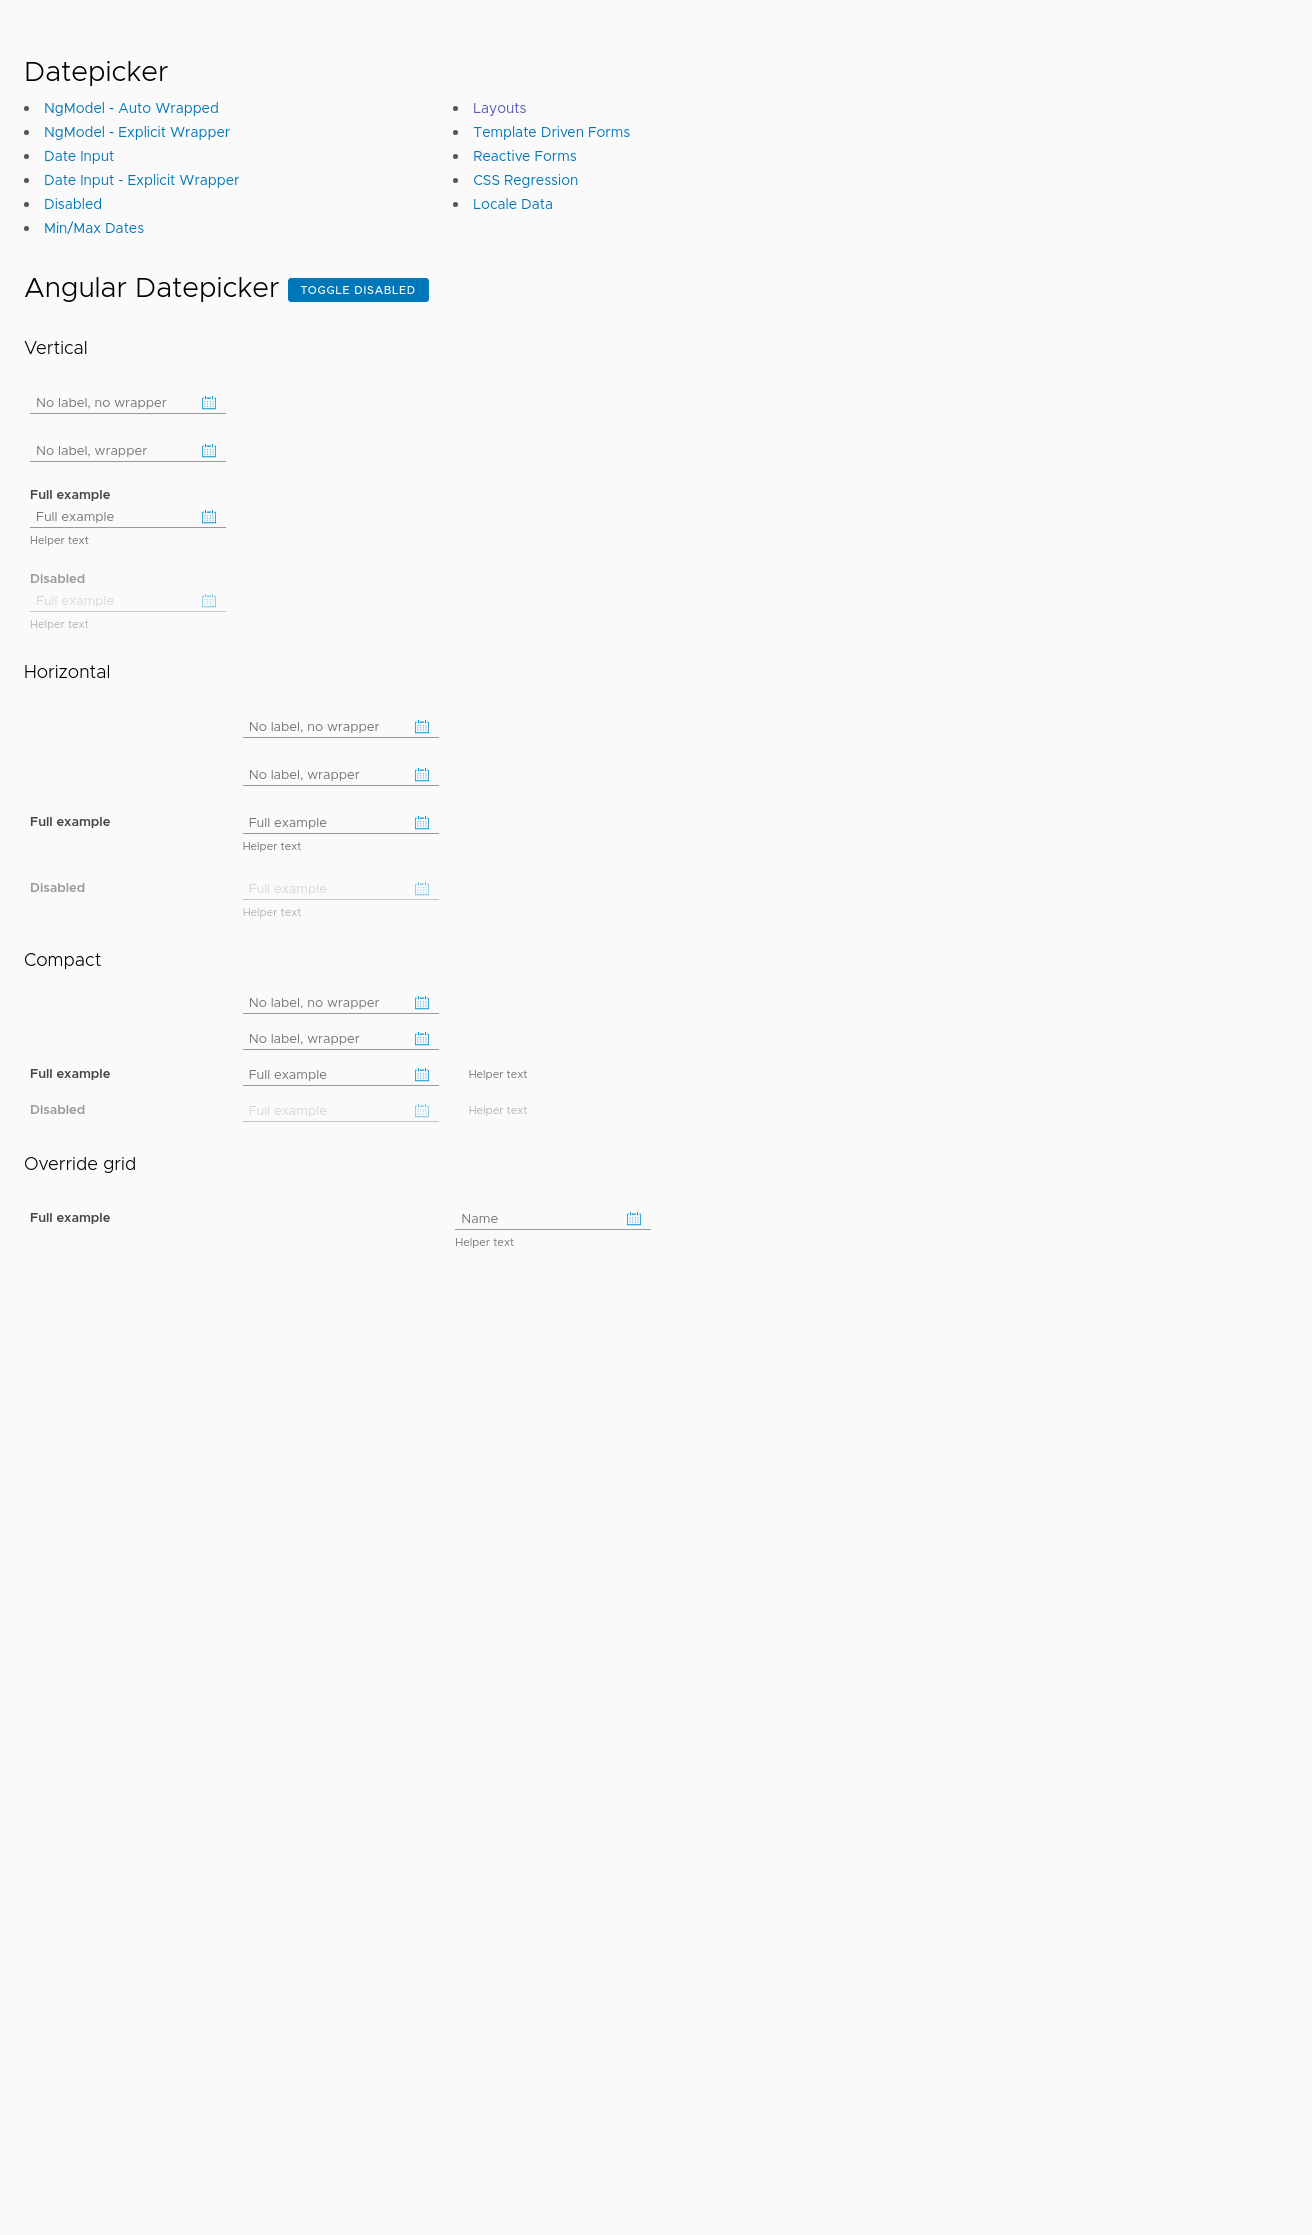 Datepicker
NgModel - Auto Wrapped
NgModel - Explicit Wrapper
Date Input
Date Input - Explicit Wrapper
Disabled
Min/Max Dates
Layouts
Template Driven Forms
Reactive Forms
CSS Regression
Locale Data
Angular Datepicker TOGGLE DISABLED
Vertical
No label, no wrapper
No label, wrapper
Full example
Full example
Helper text
Disabled
Full example
Helper text
Horizontal
No label, no wrapper
No label, wrapper
Full example Full example
Helper text
Disabled Full example
Helper text
Compact
No label, no wrapper
No label, wrapper
Full example Full example Helper text
Disabled Full example Helper text
Override grid
Full example Name
Helper text